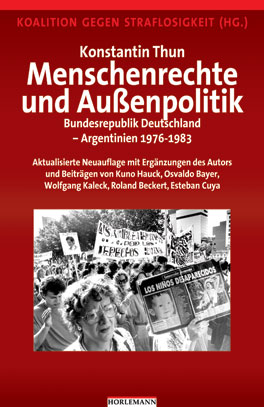 KOALITION GEGEN STRAFLOSIGKEIT (HG.)
Konstantin Thun
Menschenrechte
und Außenpolitik
Bundesrepublik Deutschland
– Argentinien 1976-1983
Aktualisierte Neuauflage mit Ergänzungen des Autors
und Beiträgen von Kuno Hauck, Osvaldo Bayer,
Wolfgang Kaleck, Roland Beckert, Esteban Cuya
LOS NIÑOS DESAPARECIDOS
HORLEMANN